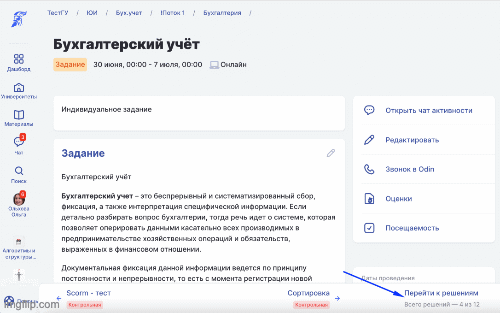 ТестГУ / ЮИ / Бух.учет / !Поток 1 / Бухгалтерия /
Бухгалтерский учёт
Задание 30 июня, 00:00 - 7 июля, 00:00 Онлайн
Дашборд
Университеты
Материалы
Чат
Поиск
Ольхова
Ольга
Алгоритмы и
структуры ...
Индивидуальное задание
Задание
Бухгалтерский учёт
Бухгалтерский учет – это беспрерывный и систематизированный сбор,
фиксация, а также интерпретация специфической информации. Если
детально разбирать вопрос бухгалтерии, тогда речь идет о системе, которая
позволяет оперировать данными касательно всех производимых в
предпринимательстве хозяйственных операций и обязательств,
выраженных в финансовом отношении.
Документальная фиксация данной информации ведется по принципу
постоянности и непрерывности, то есть с момента регистрации новой
Открыть чат активности
Редактировать
Звонок в Odin
Оценки
Посещаемость
Даты проведения
Scorm - тест
Контрольная
Сортировка
Контрольная
Перейти к решениям
Всего решений — 4 из 12
imgflip.com